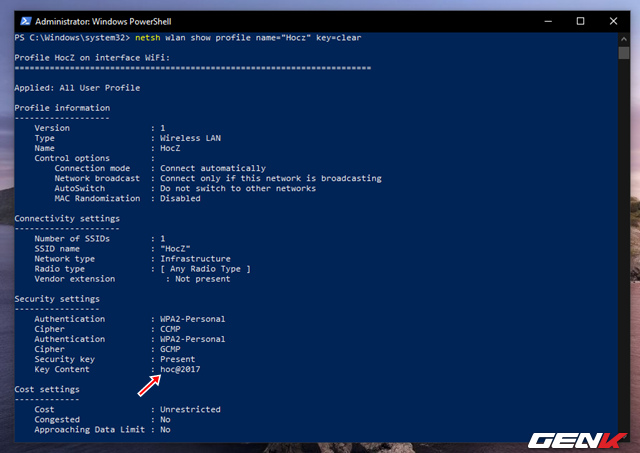 Administrator: Windows PowerShell
PS C:\Windows\system32> netsh wlan show profile name="Hocz" key=clear
Profile HocZ on interface WiFi:
=======================================================================
Applied: All User Profile
Profile information
-------------------
Version : 1
Type : Wireless LAN
Name : HocZ
Control options :
Connection mode : Connect automatically
Network broadcast : Connect only if this network is broadcasting
AutoSwitch : Do not switch to other networks
MAC Randomization : Disabled
Connectivity settings
---------------------
Number of SSIDs : 1
SSID name : "HocZ"
Network type : Infrastructure
Radio type : [ Any Radio Type ]
Vendor extension : Not present
Security settings
-----------------
Authentication : WPA2-Personal
Cipher : CCMP
Authentication : WPA2-Personal
Cipher : GCMP
Security key : Present
Key Content : hoc@2017
Cost settings
-------------
Cost : Unrestricted
Congested : No
Approaching Data Limit : No
GENK